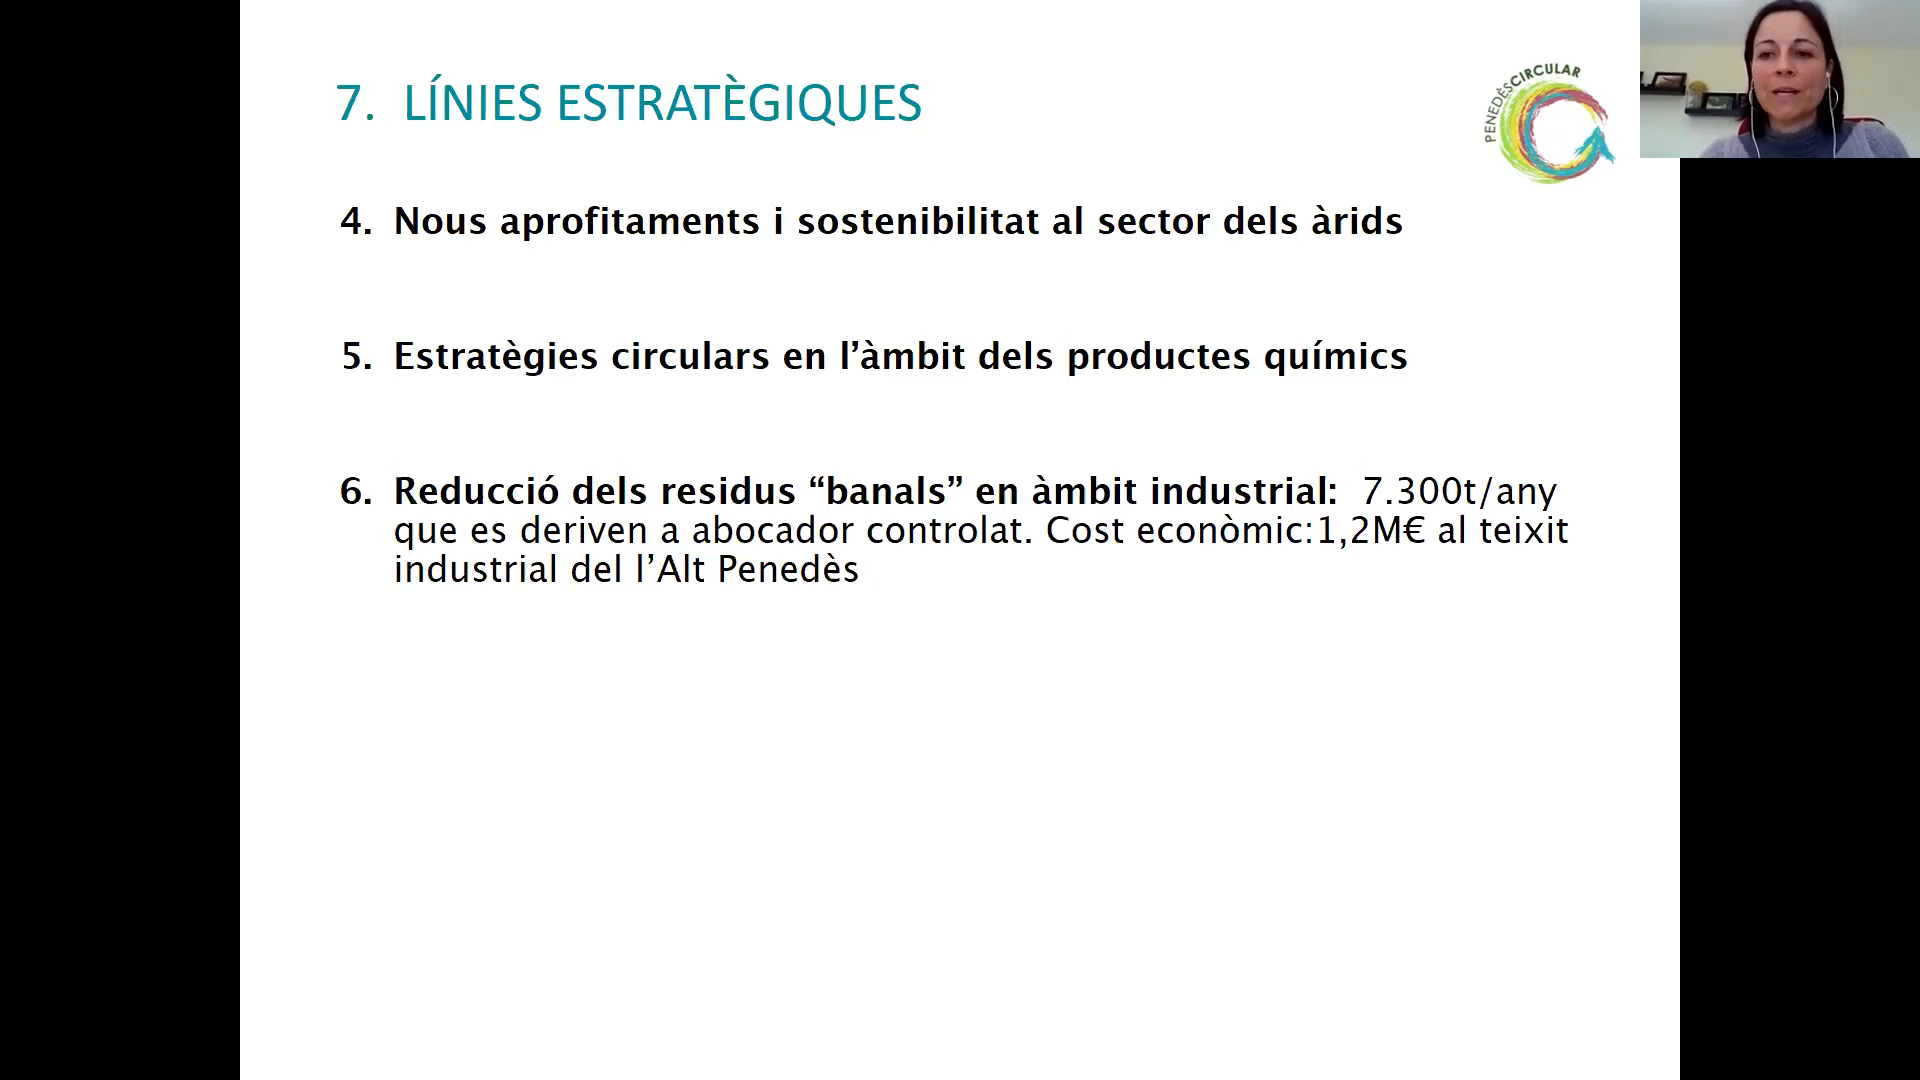 7. LÍNIES ESTRATÈGIQUES
PENEDÈSCIRCULAR
4. Nous aprofitaments i sostenibilitat al sector dels àrids
5. Estratègies circulars en l’àmbit dels productes químics
6. Reducció dels residus “banals” en àmbit industrial: 7.300t/any
que es deriven a abocador controlat. Cost econòmic:1,2M€ al teixit
industrial del l’Alt Penedès